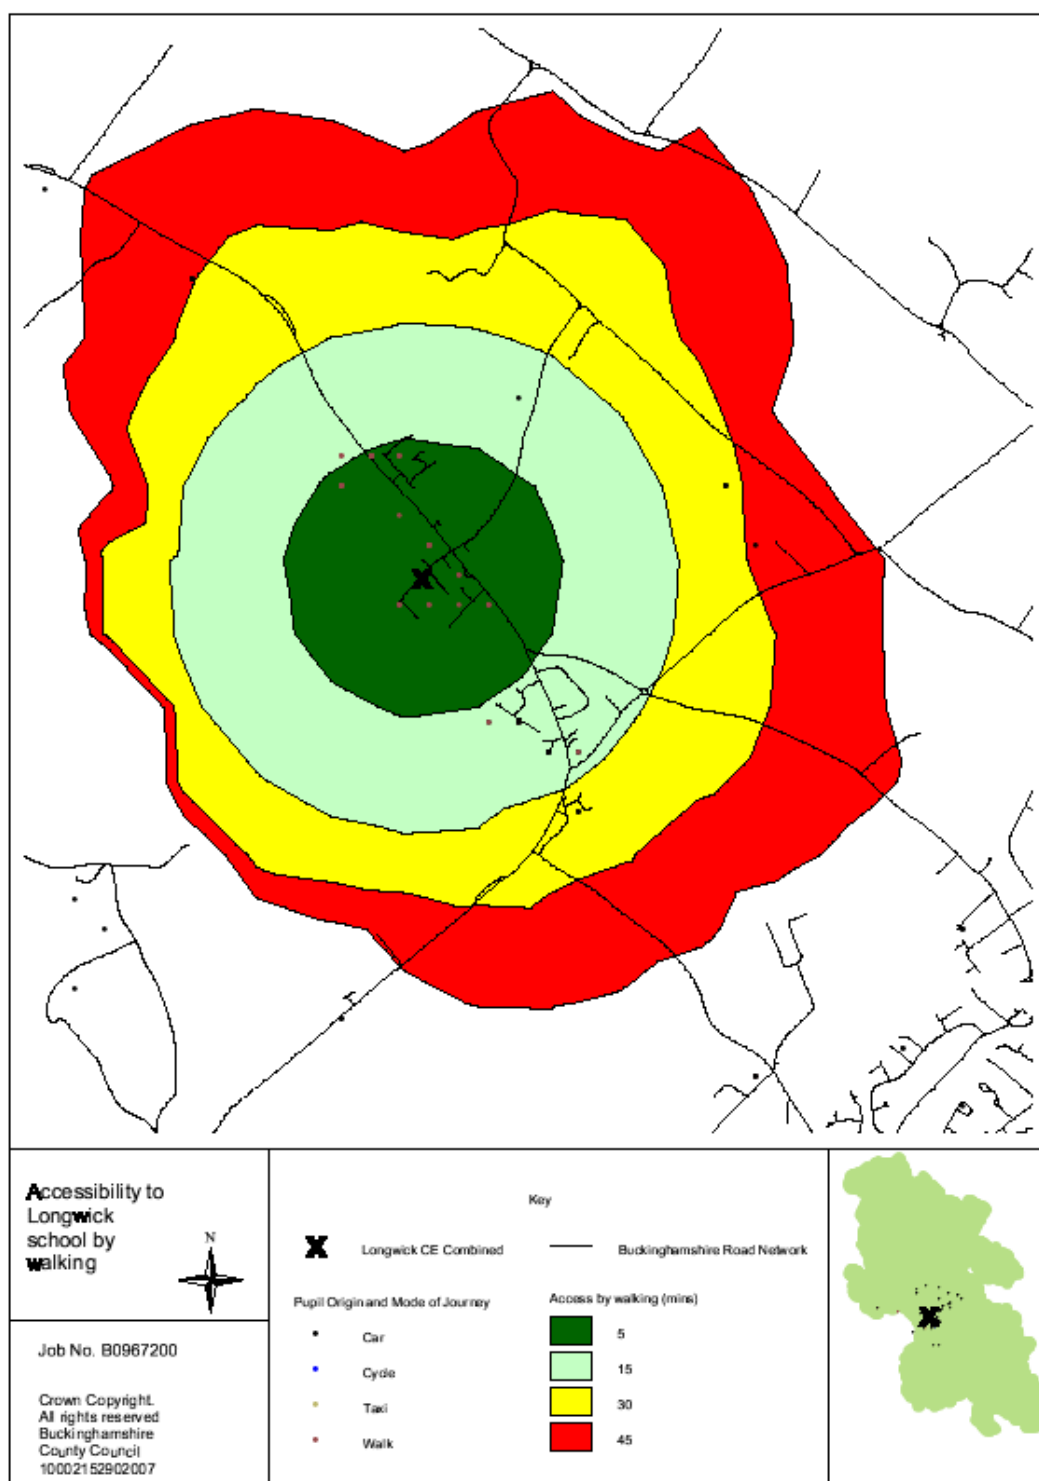 Accessibility to
Longwick
school by
walking
N
Job No. B0967200
Crown Copyright.
All rights reserved
Buckinghamshire
County Council
10002152902007
Key
Longwick CE Combined
Buckinghamshire Road Network
Pupil Origin and Mode of Journey
Car
Cycle
Taxi
Walk
Access by walking (mins)
5
15
30
45